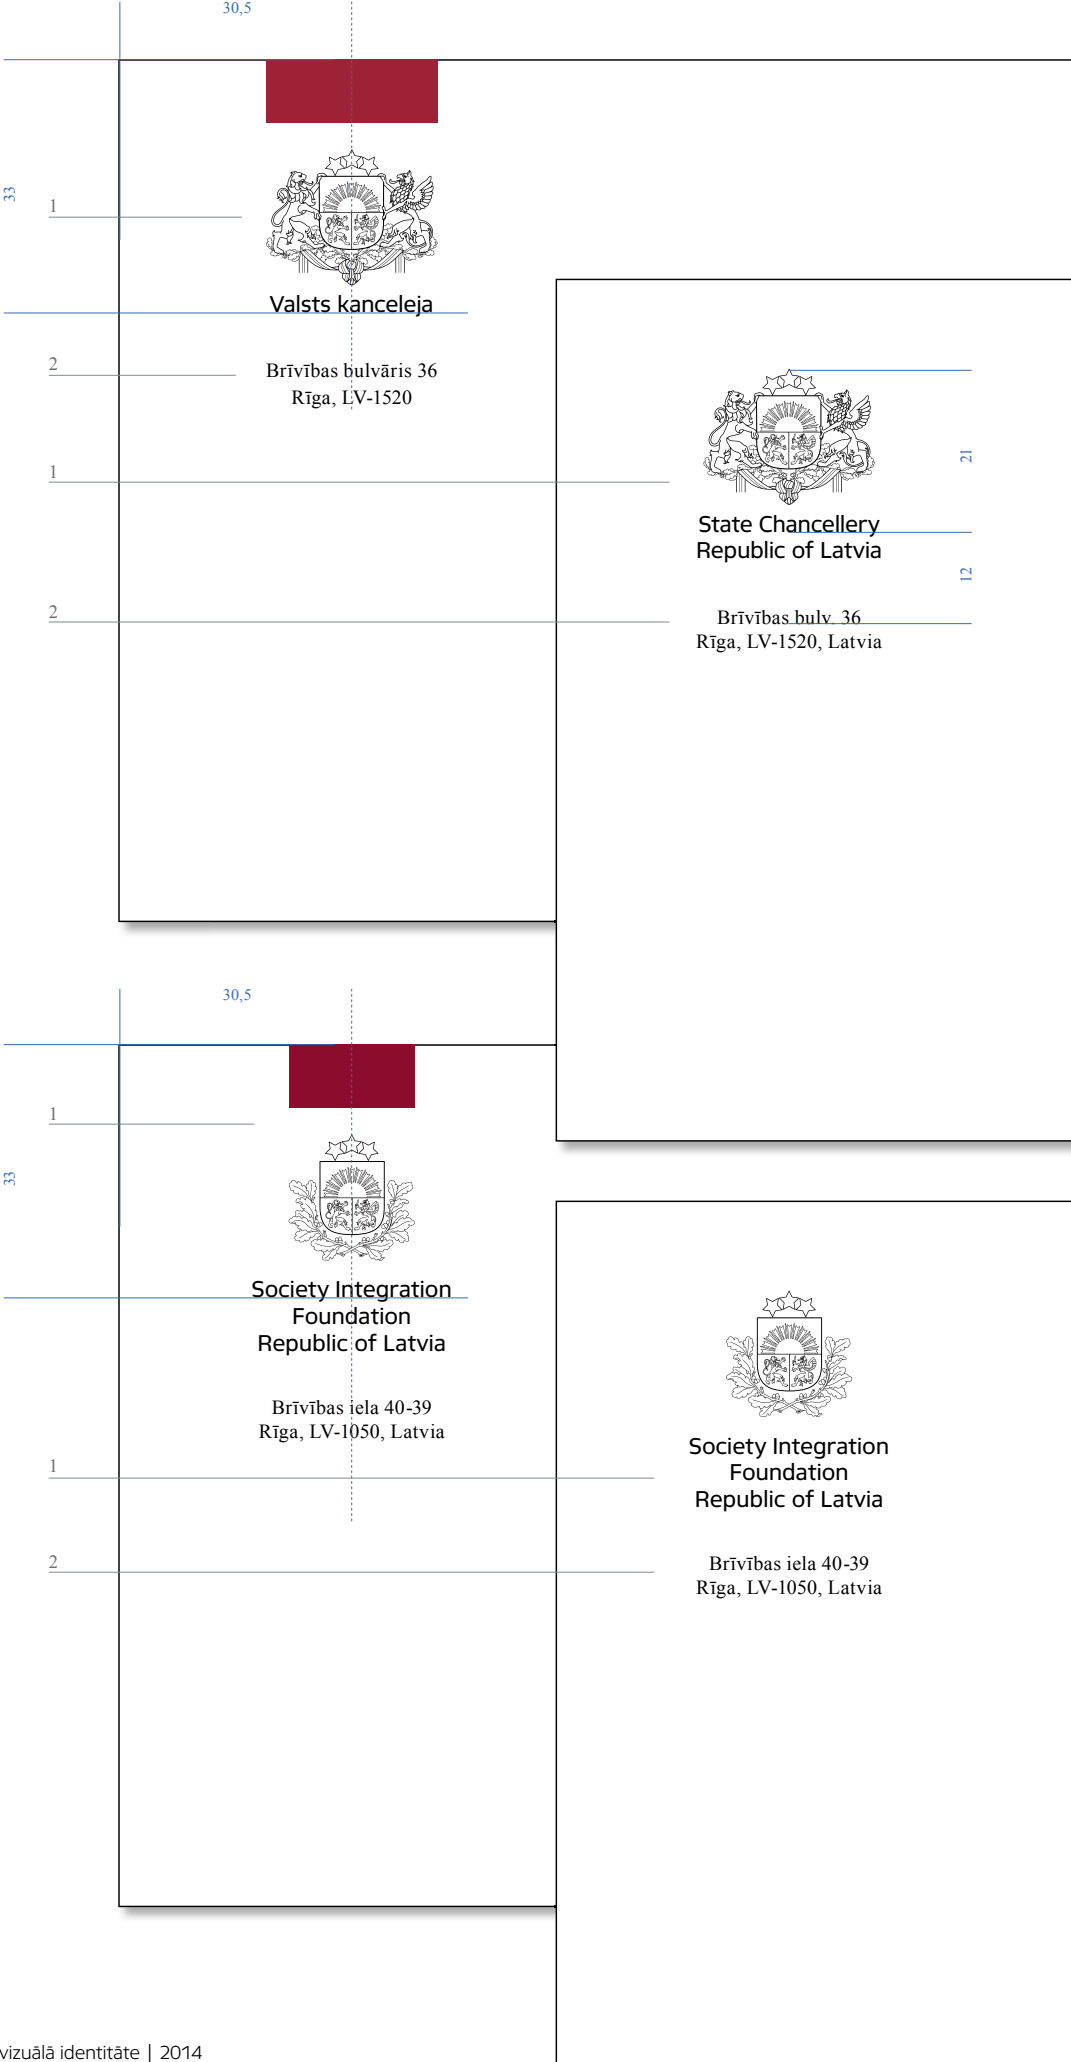 30,5
33
1
Valsts kanceleja
2
Brīvības bulvāris 36
Rīga, LV-1520
1
21
State Chancellery
Republic of Latvia
12
2
Brīvības bulv. 36
Rīga, LV-1520, Latvia
30,5
1
33
Society Integration
Foundation
Republic of Latvia
Brīvības iela 40-39
Rīga, LV-1050, Latvia
1
Society Integration
Foundation
Republic of Latvia
2
Brīvības iela 40-39
Rīga, LV-1050, Latvia
vizuālā identitāte | 2014